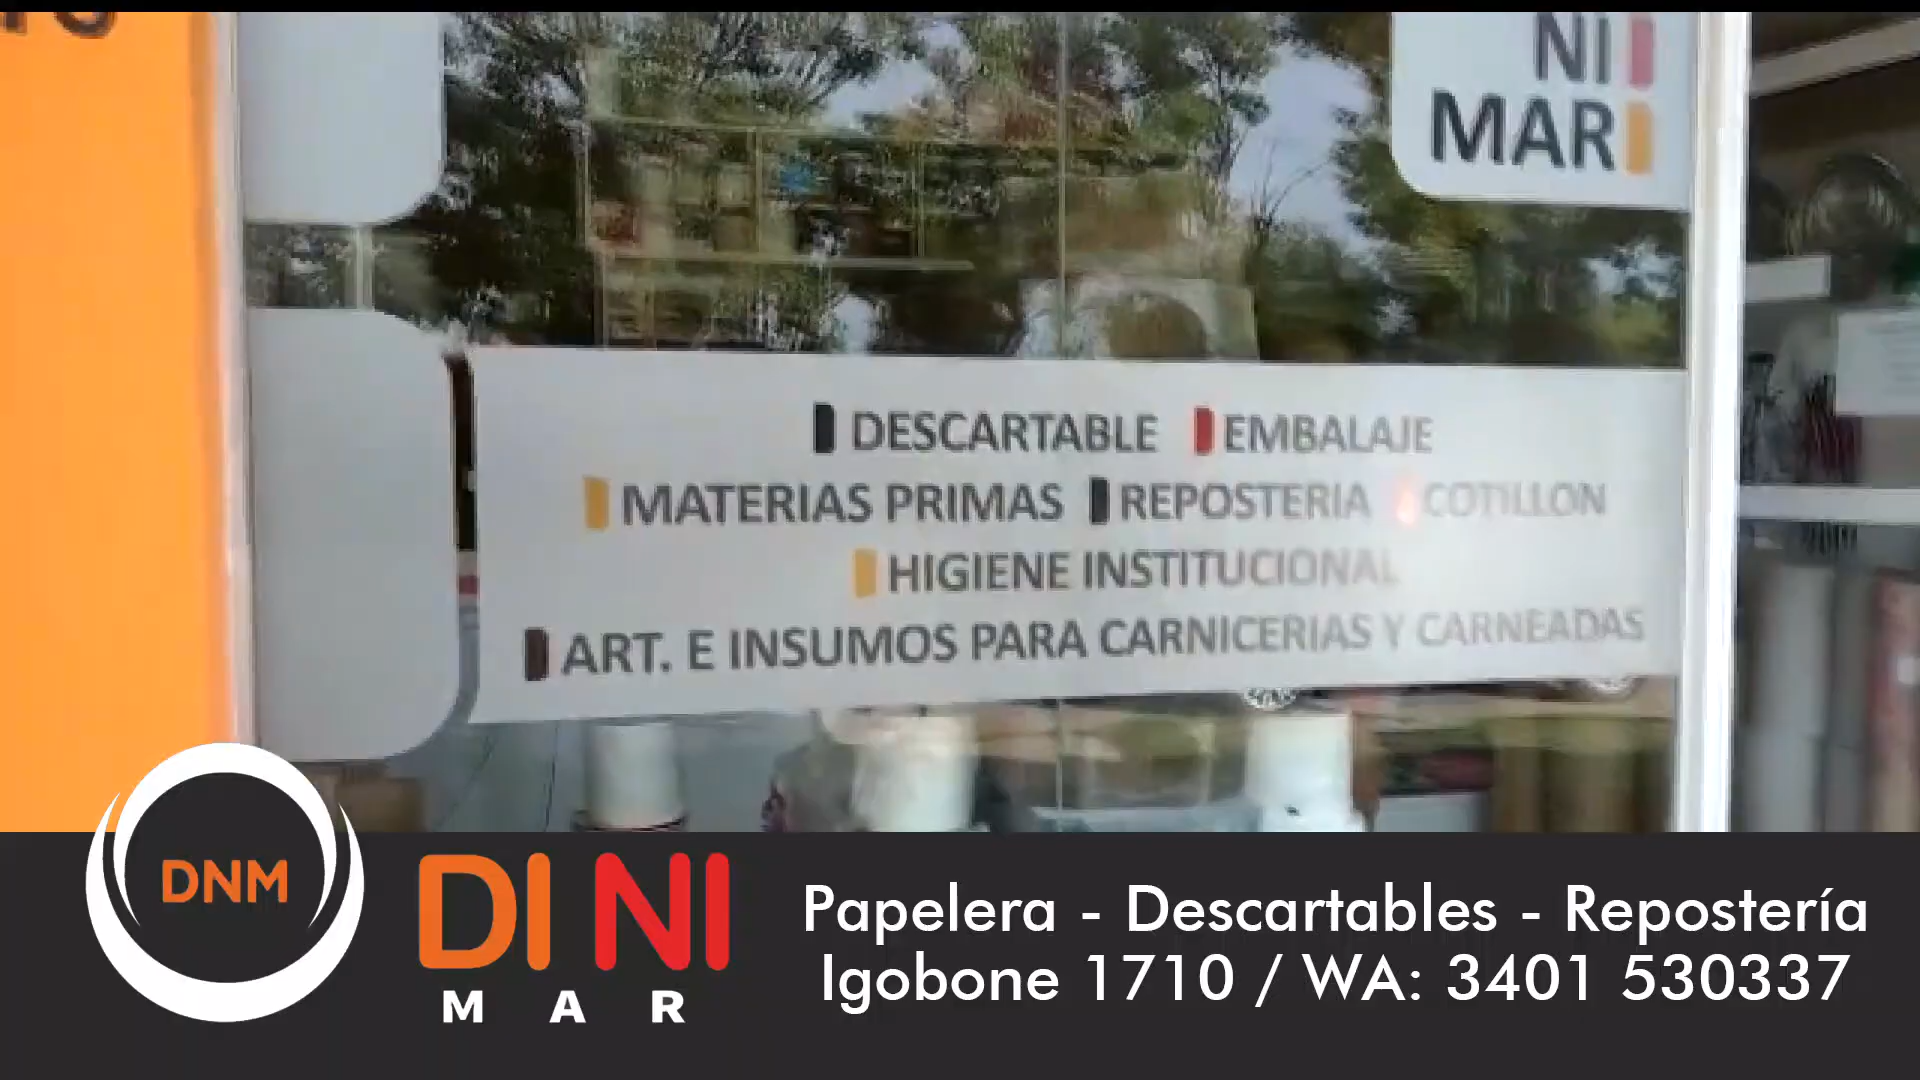 NI
MAR
DESCARTABLE EMBALAJE
MATERIAS PRIMAS REPOSTERIA COTILLON
HIGIENE INSTITUCIONAL
ART. E INSUMOS PARA CARNICERIAS Y CARNEADAS
DNM
DI NI
MAR
Papelera - Descartables - Repostería
Igobone 1710 / WA: 3401 530337